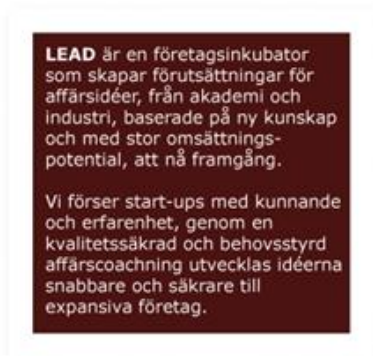 LEAD är en företagsinkubator
som skapar förutsättningar för
affärsidéer, från akademi och
industri, baserade på ny kunskap
och med stor omsättnings-
potential, att nå framgång.
Vi förser start-ups med kunnande
och erfarenhet, genom en
kvalitetssäkrad och behovsstyrd
affärscoachning utvecklas idéerna
snabbare och säkrare till
expansiva företag.